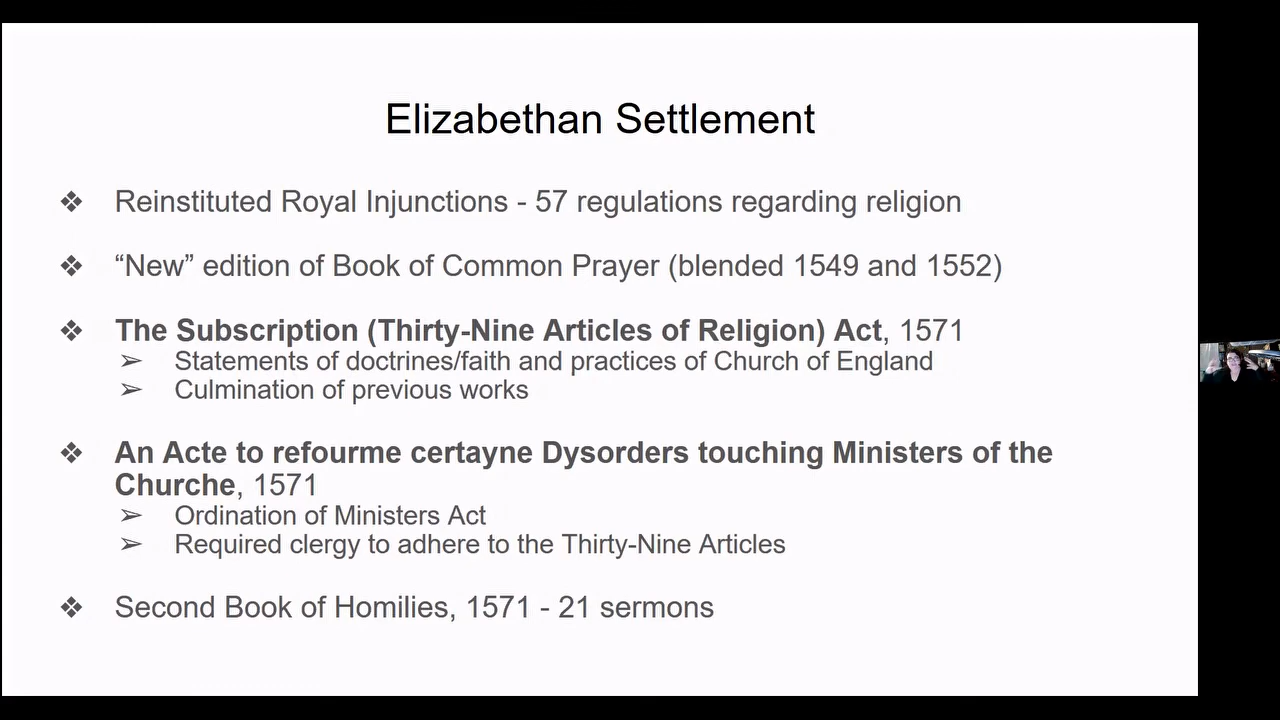 Elizabethan Settlement
❖ Reinstituted Royal Injunctions - 57 regulations regarding religion
❖ “New” edition of Book of Common Prayer (blended 1549 and 1552)
❖ The Subscription (Thirty-Nine Articles of Religion) Act, 1571
➢ Statements of doctrines/faith and practices of Church of England
➢ Culmination of previous works
❖ An Acte to refourme certayne Dysorders touching Ministers of the
Churche, 1571
➢ Ordination of Ministers Act
➢ Required clergy to adhere to the Thirty-Nine Articles
❖ Second Book of Homilies, 1571 - 21 sermons